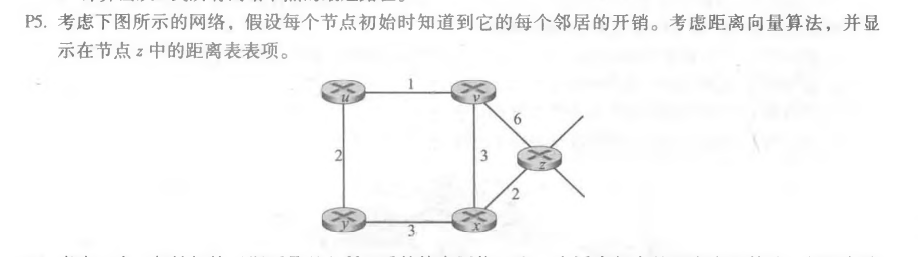 P5. 考虑下图所示的网络，假设每个节点初始时知道到它的每个邻居的开销。考虑距离向量算法，并显
示在节点 z 中的距离表表项。
u
1
v
6
2
3
z
2
y
3
x